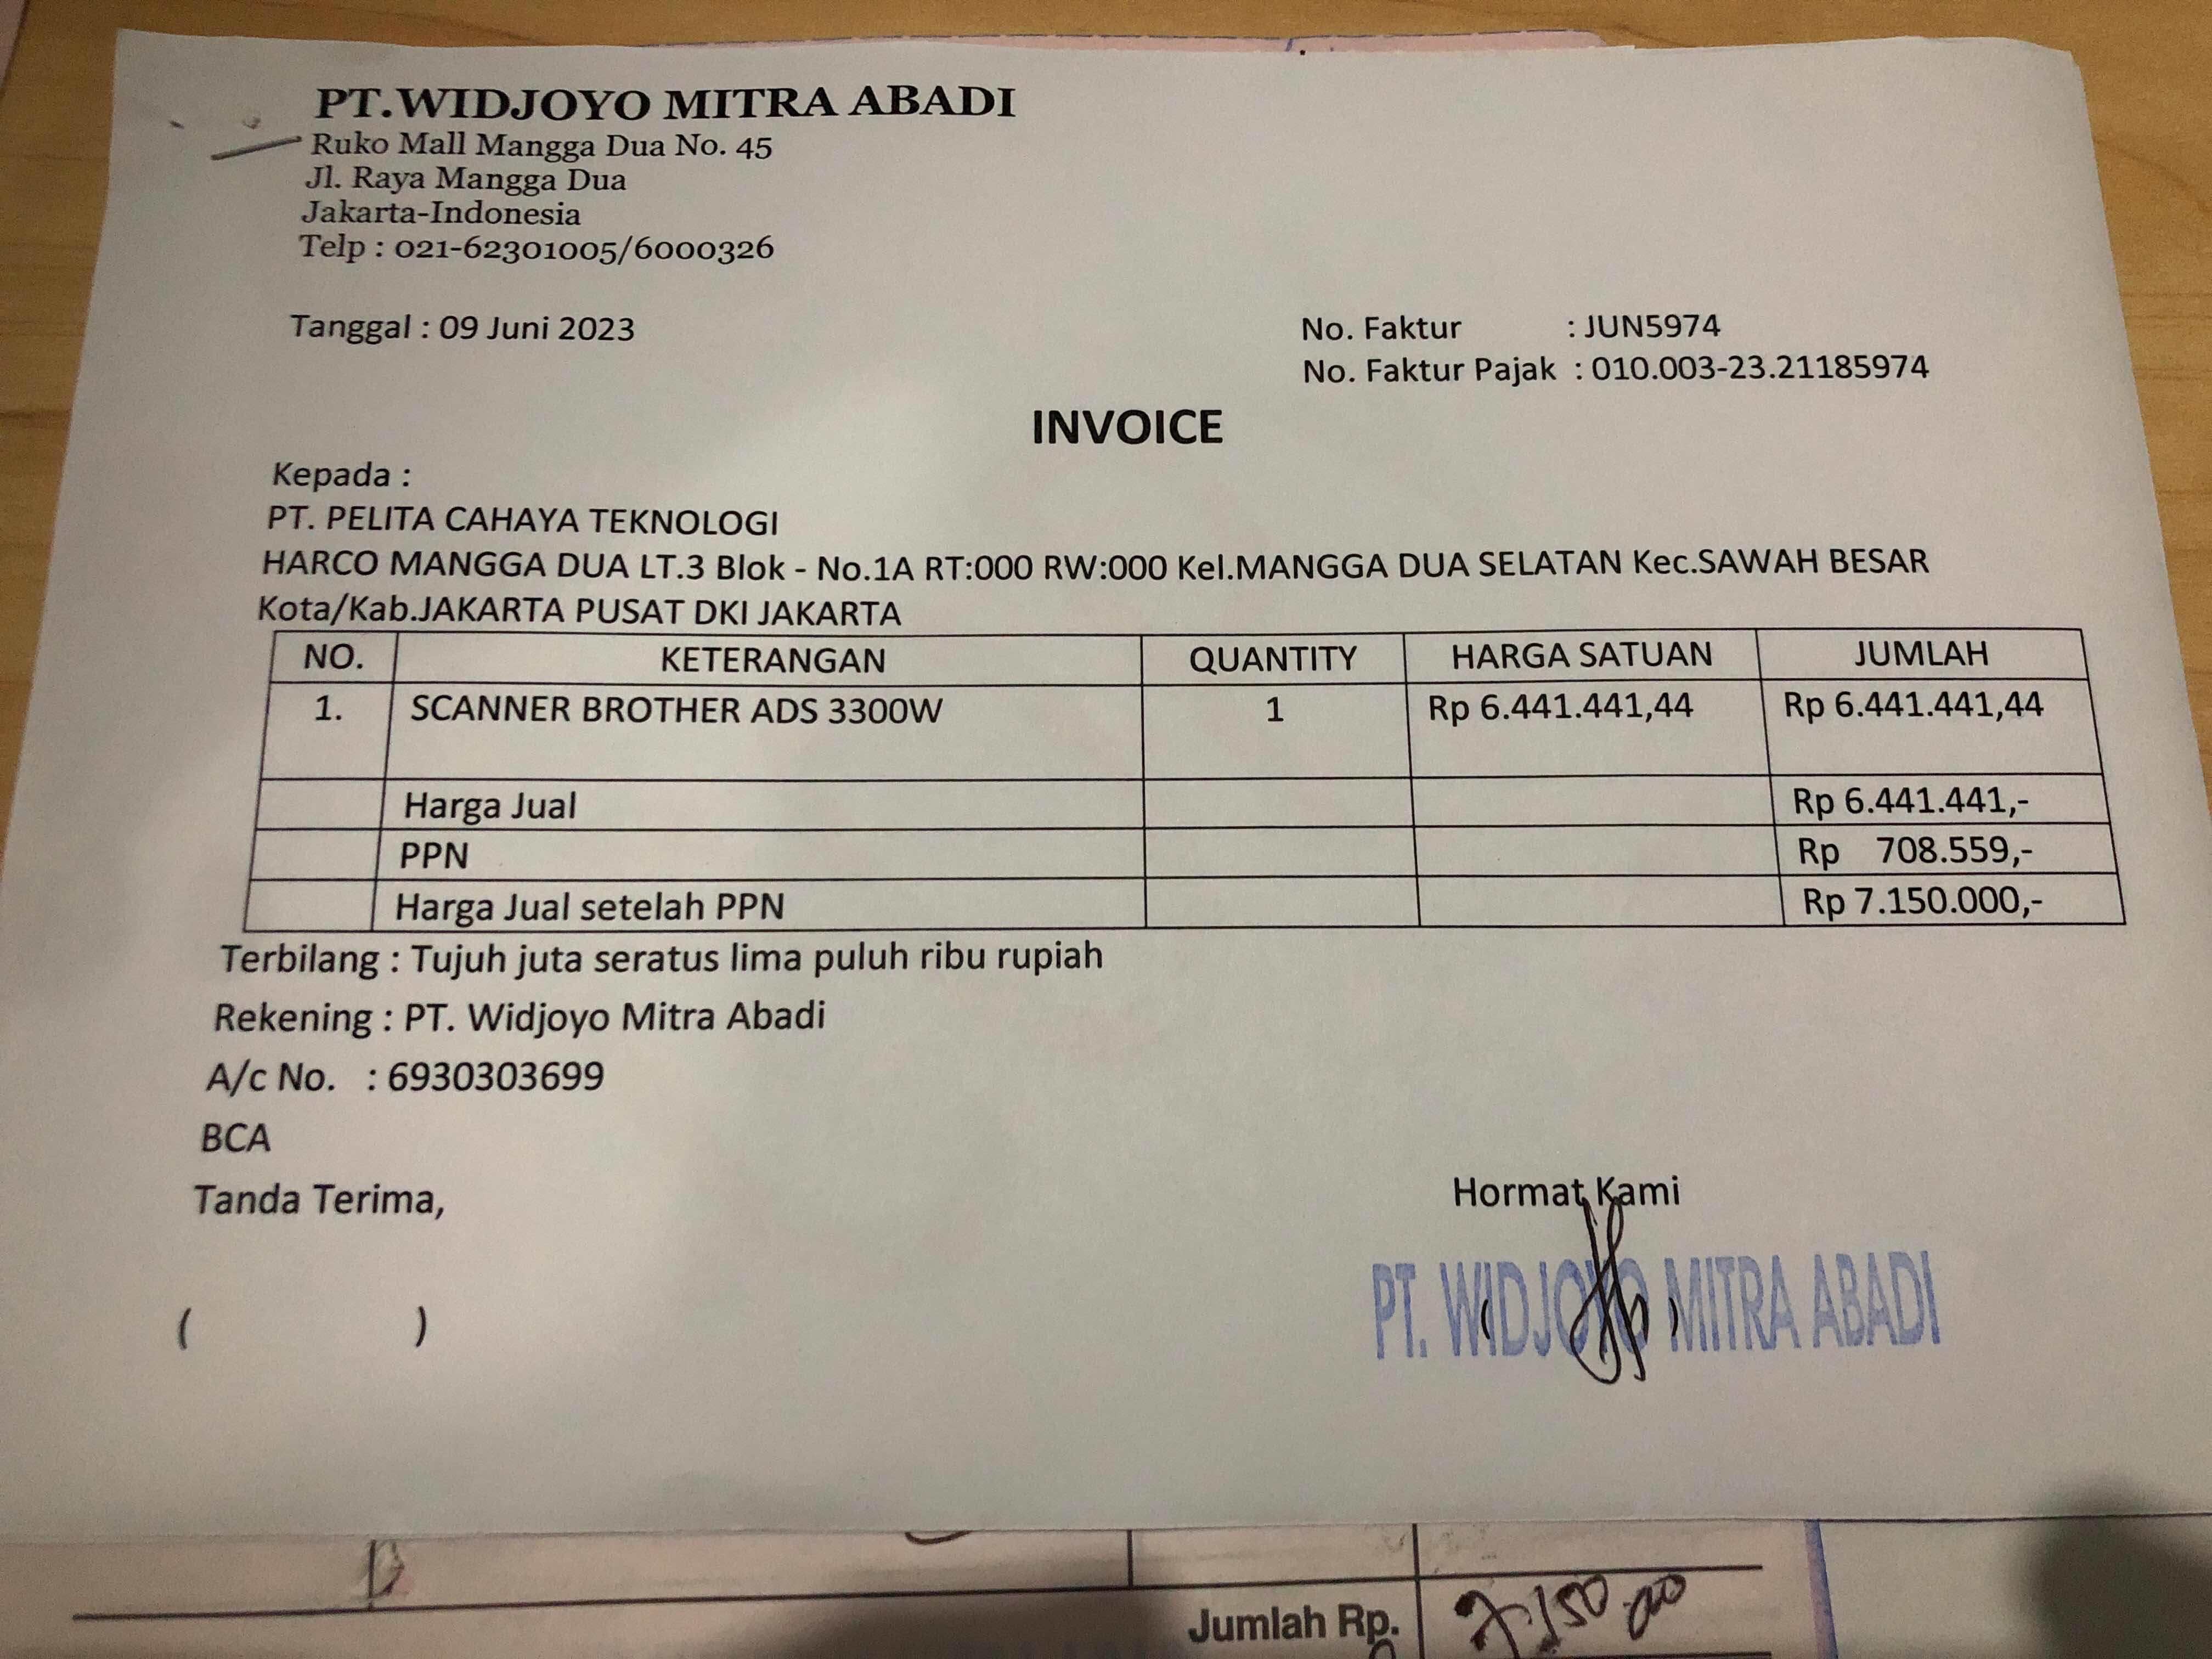 PT.WIDJOYO MITRA ABADI
Ruko Mall Mangga Dua No. 45
Jl. Raya Mangga Dua
Jakarta-Indonesia
Telp : 021-62301005/6000326
Tanggal : 09 Juni 2023
No. Faktur : JUN5974
No. Faktur Pajak : 010.003-23.21185974
INVOICE
Kepada :
PT. PELITA CAHAYA TEKNOLOGI
HARCO MANGGA DUA LT.3 Blok - No.1A RT:000 RW:000 Kel.MANGGA DUA SELATAN Kec.SAWAH BESAR
Kota/Kab.JAKARTA PUSAT DKI JAKARTA
NO. KETERANGAN QUANTITY HARGA SATUAN JUMLAH
1. SCANNER BROTHER ADS 3300W 1 Rp 6.441.441,44 Rp 6.441.441,44
Harga Jual Rp 6.441.441,-
PPN Rp 708.559,-
Harga Jual setelah PPN Rp 7.150.000,-
Terbilang : Tujuh juta seratus lima puluh ribu rupiah
Rekening : PT. Widjoyo Mitra Abadi
A/c No. : 6930303699
BCA
Tanda Terima,
Hormat Kami
PT. WIDJOYO MITRA ABADI
( )
( )
Jumlah Rp.